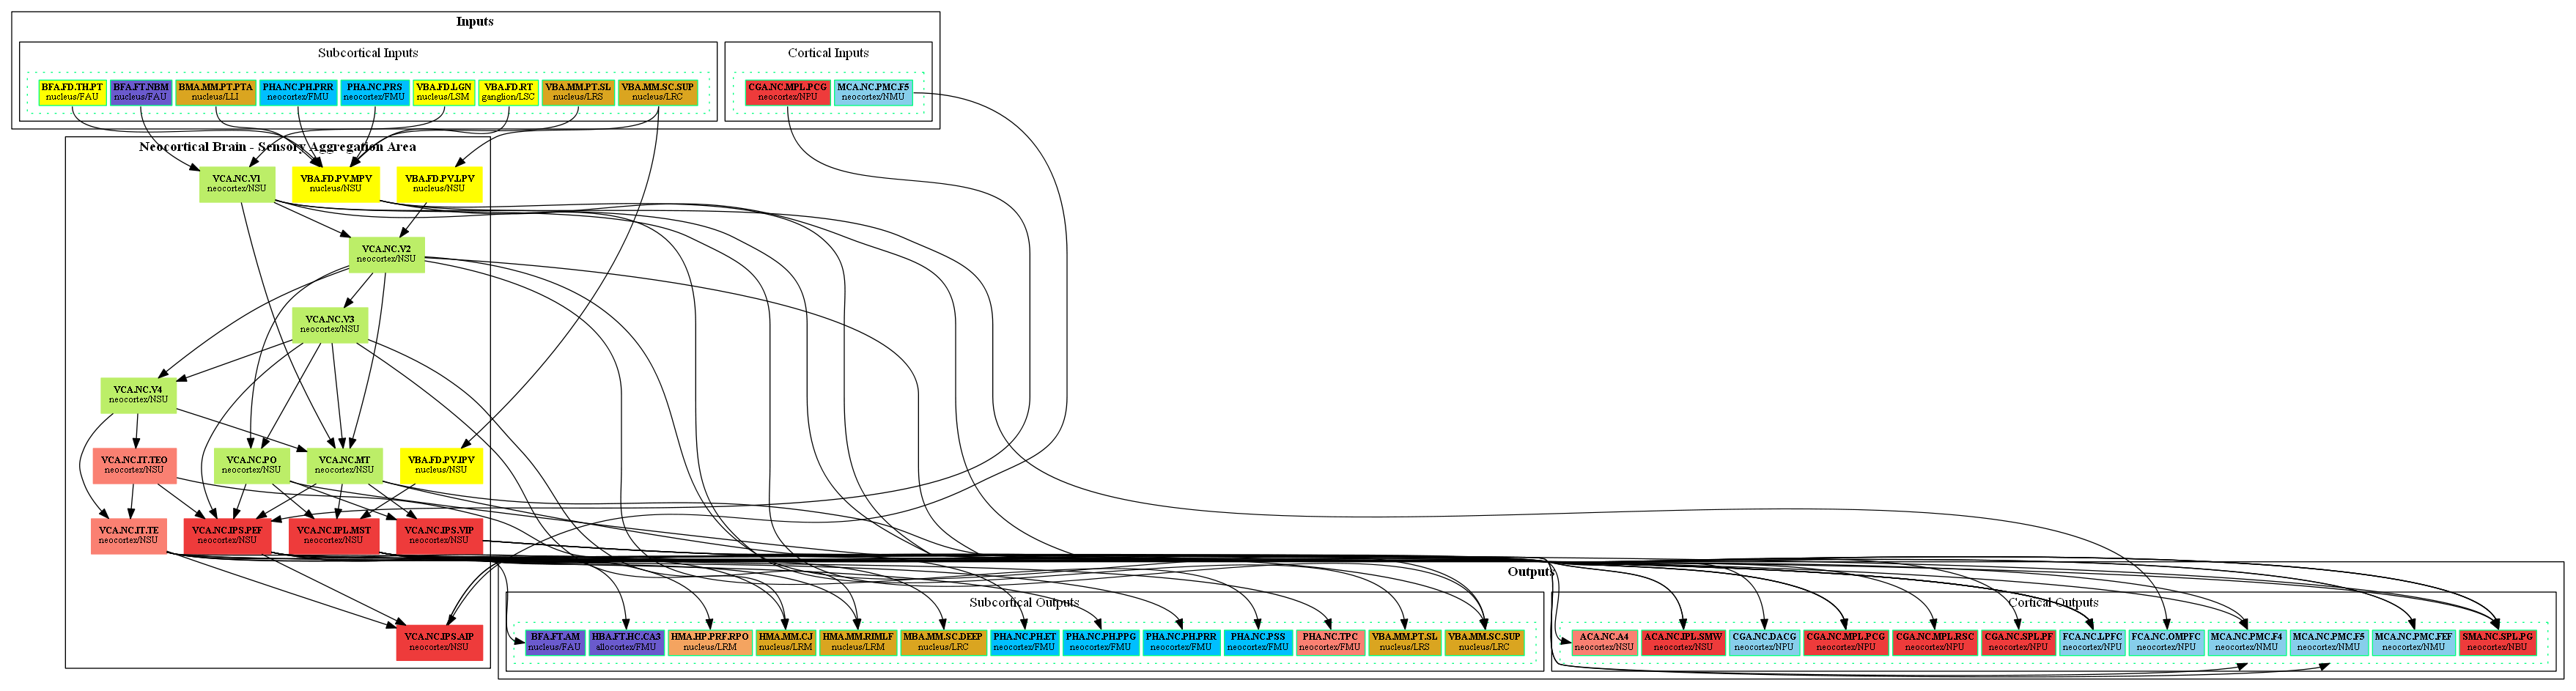 Inputs
Subcortical Inputs
Cortical Inputs
BFA.FD.TH.PT
nucleus/FAU
BFA.FT.NBM
nucleus/FAU
BMA.MM.PT.PTA
nucleus/LLI
PHA.NC.PH.PRR
neocortex/FMU
PHA.NC.PRS
neocortex/FMU
VBA.FD.LGN
nucleus/LSM
VBA.FD.RT
ganglion/LSC
VBA.MM.PT.SL
nucleus/LRS
VBA.MM.SC.SUP
nucleus/LRC
CGA.NC.MPL.PCG
neocortex/NPU
MCA.NC.PMC.F5
neocortex/NMU
Neocortical Brain - Sensory Aggregation Area
VCA.NC.V1
neocortex/NSU
VBA.FD.PV.MPV
nucleus/NSU
VBA.FD.PV.LPV
nucleus/NSU
VCA.NC.V2
neocortex/NSU
VCA.NC.V3
neocortex/NSU
VCA.NC.V4
neocortex/NSU
VCA.NC.IT.TEO
neocortex/NSU
VCA.NC.PO
neocortex/NSU
VCA.NC.MT
neocortex/NSU
VBA.FD.PV.IPV
nucleus/NSU
VCA.NC.IT.TE
neocortex/NSU
VCA.NC.IPS.PEF
neocortex/NSU
VCA.NC.IPL.MST
neocortex/NSU
VCA.NC.IPS.VIP
neocortex/NSU
VCA.NC.IPS.AIP
neocortex/NSU
Outputs
Subcortical Outputs
Cortical Outputs
BFA.FT.AM
nucleus/FAU
HBA.FT.HC.CA3
allocortex/FMU
HMA.HP.PRF.RPO
nucleus/LRM
HMA.MM.CJ
nucleus/LRM
HMA.MM.RIMLF
nucleus/LRM
MBA.MM.SC.DEEP
nucleus/LRC
PHA.NC.PH.ET
neocortex/FMU
PHA.NC.PH.PPG
neocortex/FMU
PHA.NC.PH.PRR
neocortex/FMU
PHA.NC.PSS
neocortex/FMU
PHA.NC.TPC
neocortex/FMU
VBA.MM.PT.SL
nucleus/LRS
VBA.MM.SC.SUP
nucleus/LRC
ACA.NC.A4
neocortex/NSU
ACA.NC.IPL.SMW
neocortex/NSU
CGA.NC.DACG
neocortex/NPU
CGA.NC.MPL.PCG
neocortex/NPU
CGA.NC.MPL.RSC
neocortex/NPU
CGA.NC.SPL.PF
neocortex/NPU
FCA.NC.LPFC
neocortex/NPU
FCA.NC.OMPFC
neocortex/NPU
MCA.NC.PMC.F4
neocortex/NMU
MCA.NC.PMC.F5
neocortex/NMU
MCA.NC.PMC.FEF
neocortex/NMU
SMA.NC.SPL.PG
neocortex/NBU